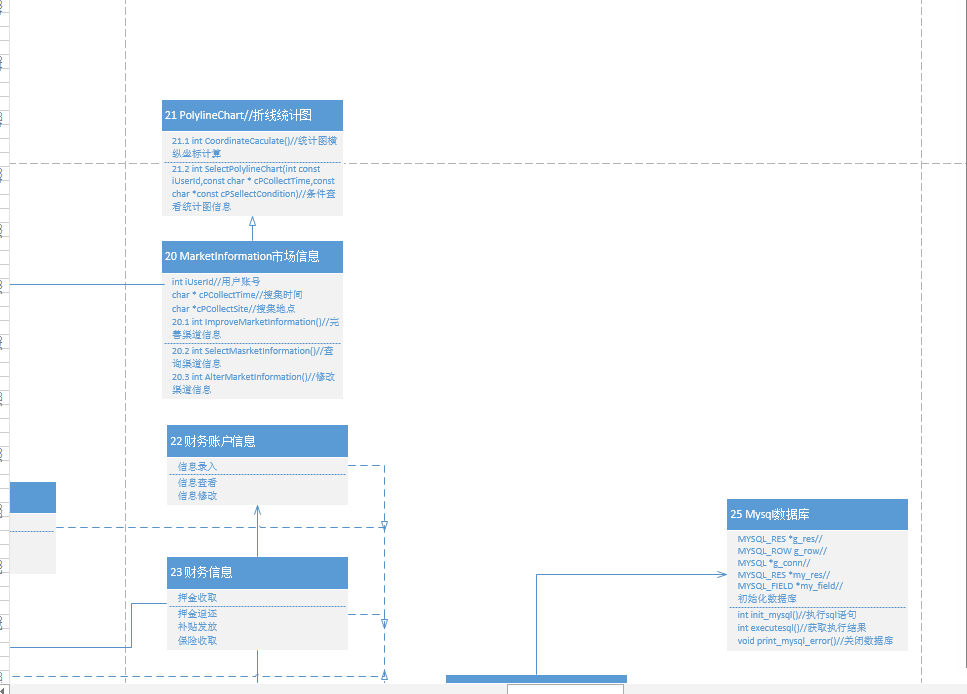 21 PolylineChart//折线统计图
21.1 int CoordinateCaculate()//统计图横
纵坐标计算
21.2 int SelectPolylineChart(int const
iUserId,const char * cPCollectTime,const
char *const cPSellectCondition)//条件查
看统计图信息
20 MarketInformation市场信息
int iUserId//用户账号
char * cPCollectTime//搜集时间
char *cPCollectSite//搜集地点
20.1 int ImproveMarketInformation()//完
善渠道信息
20.2 int SelectMasrketInformation()//查
询渠道信息
20.3 int AlterMarketInformation()//修改
渠道信息
22 财务账户信息
信息录入
信息查看
信息修改
23 财务信息
押金收取
押金退还
补贴发放
保险收取
25 Mysql数据库
MYSQL_RES *g_res//
MYSQL_ROW g_row//
MYSQL *g_conn//
MYSQL_RES *my_res//
MYSQL_FIELD *my_field//
初始化数据库
int init_mysql()//执行sql语句
int executesql()//获取执行结果
void print_mysql_error()//关闭数据库